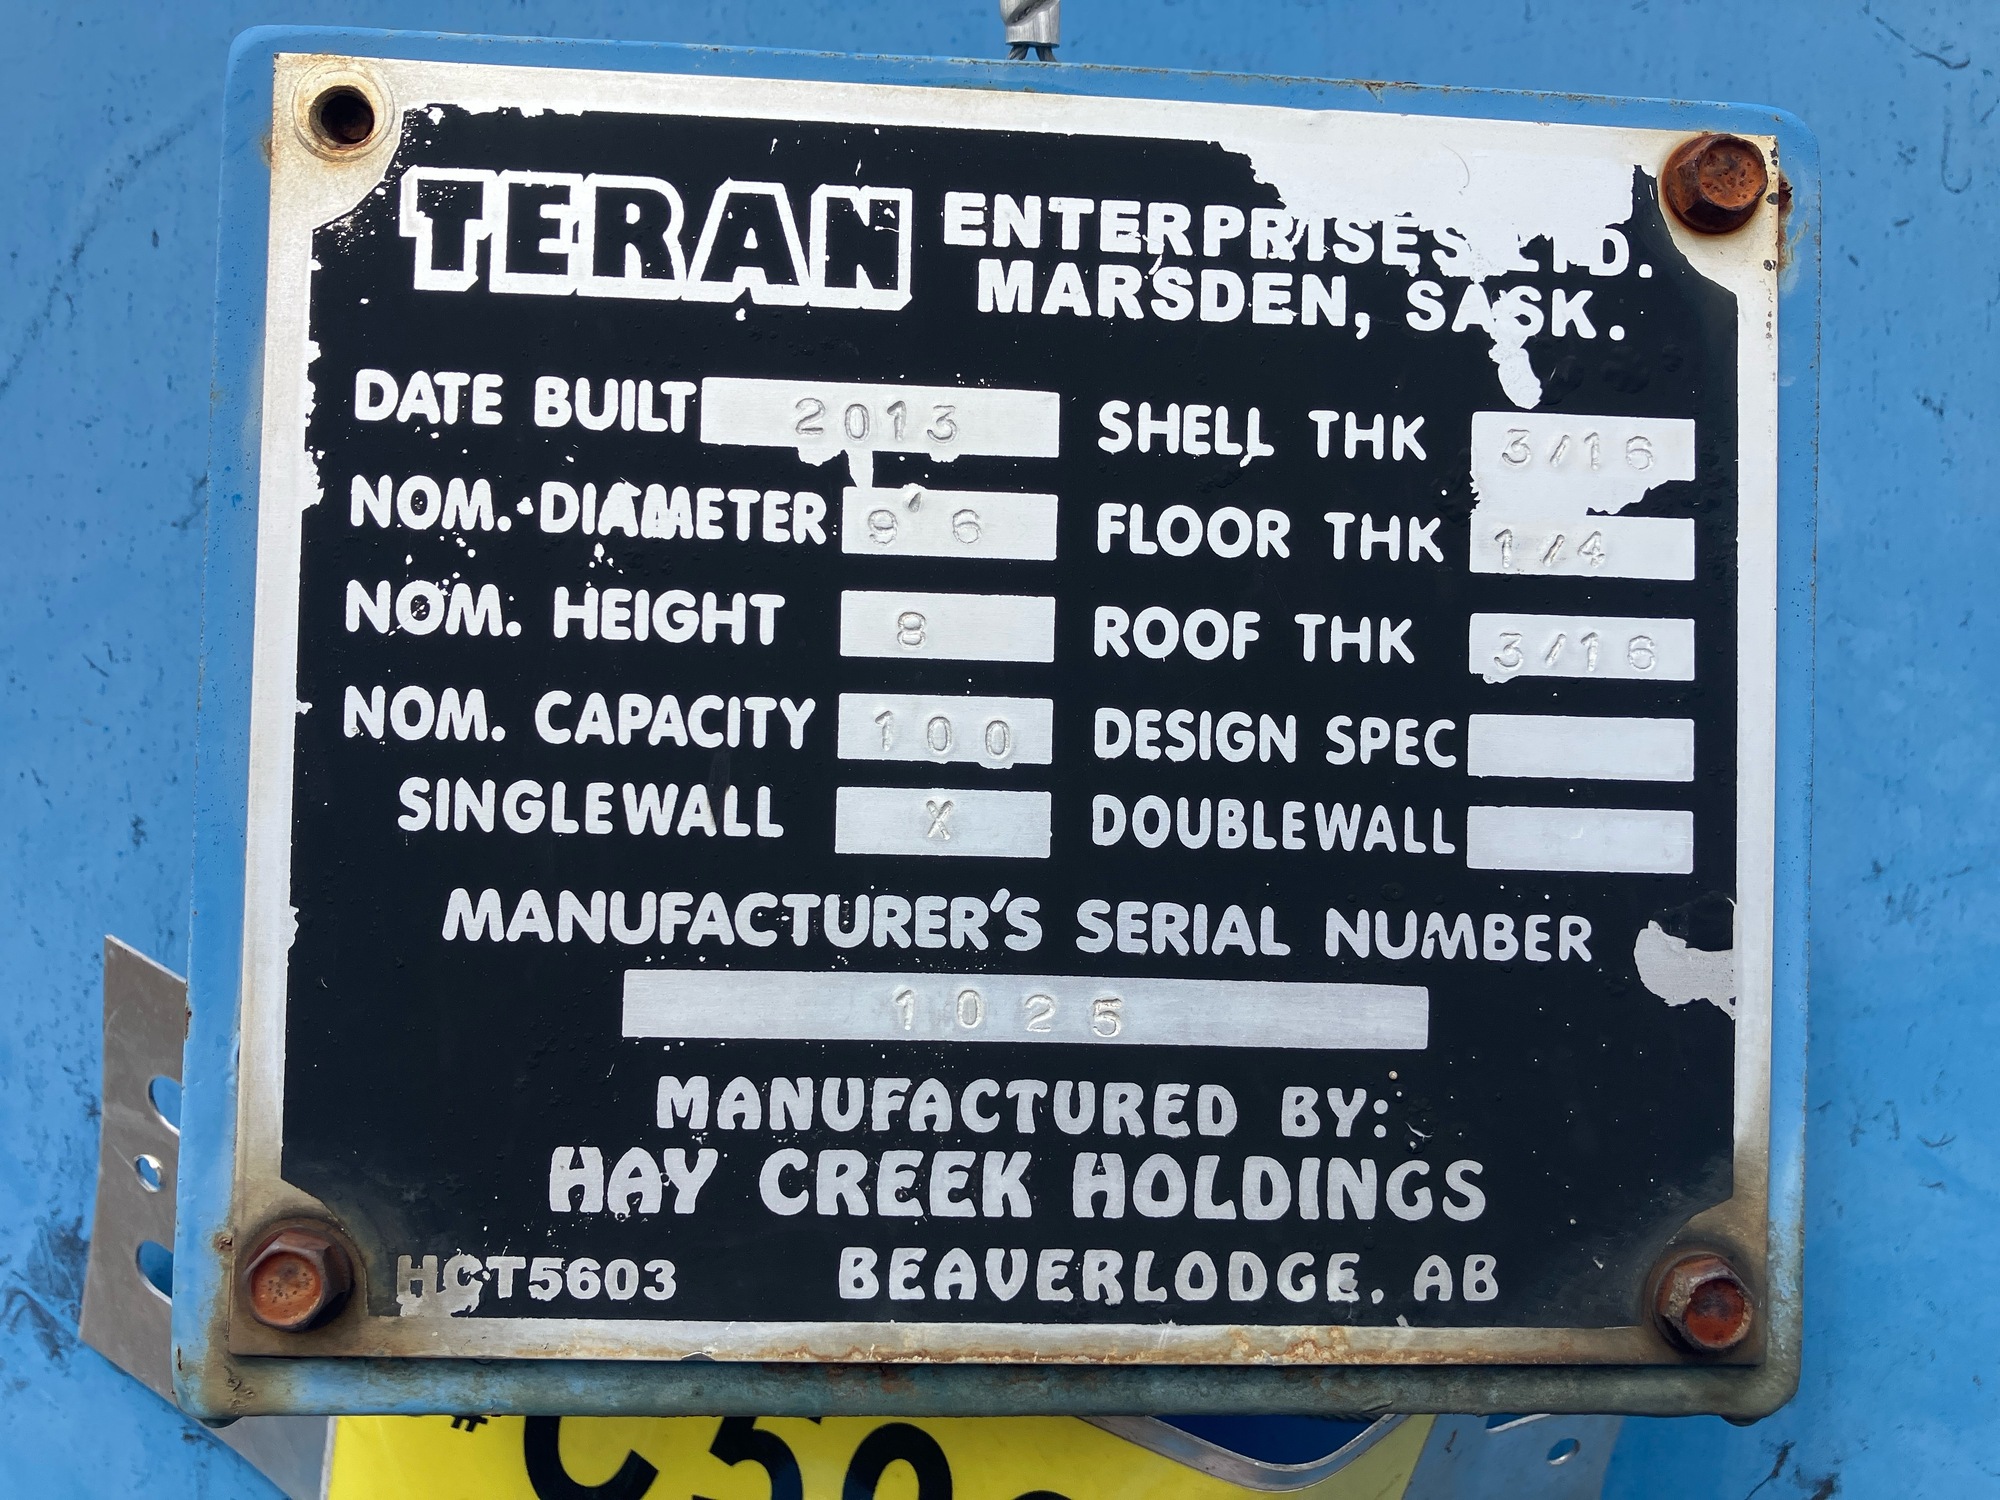 TERAN ENTERPRISES LTD.
MARSDEN, SASK.
DATE BUILT 2013 SHELL THK 3/16
NOM. DIAMETER 9' 6 FLOOR THK 1/4
NOM. HEIGHT 8 ROOF THK 3/16
NOM. CAPACITY 100 DESIGN SPEC
SINGLEWALL X DOUBLEWALL
MANUFACTURER'S SERIAL NUMBER
1025
MANUFACTURED BY:
HAY CREEK HOLDINGS
HCT5603 BEAVERLODGE, AB